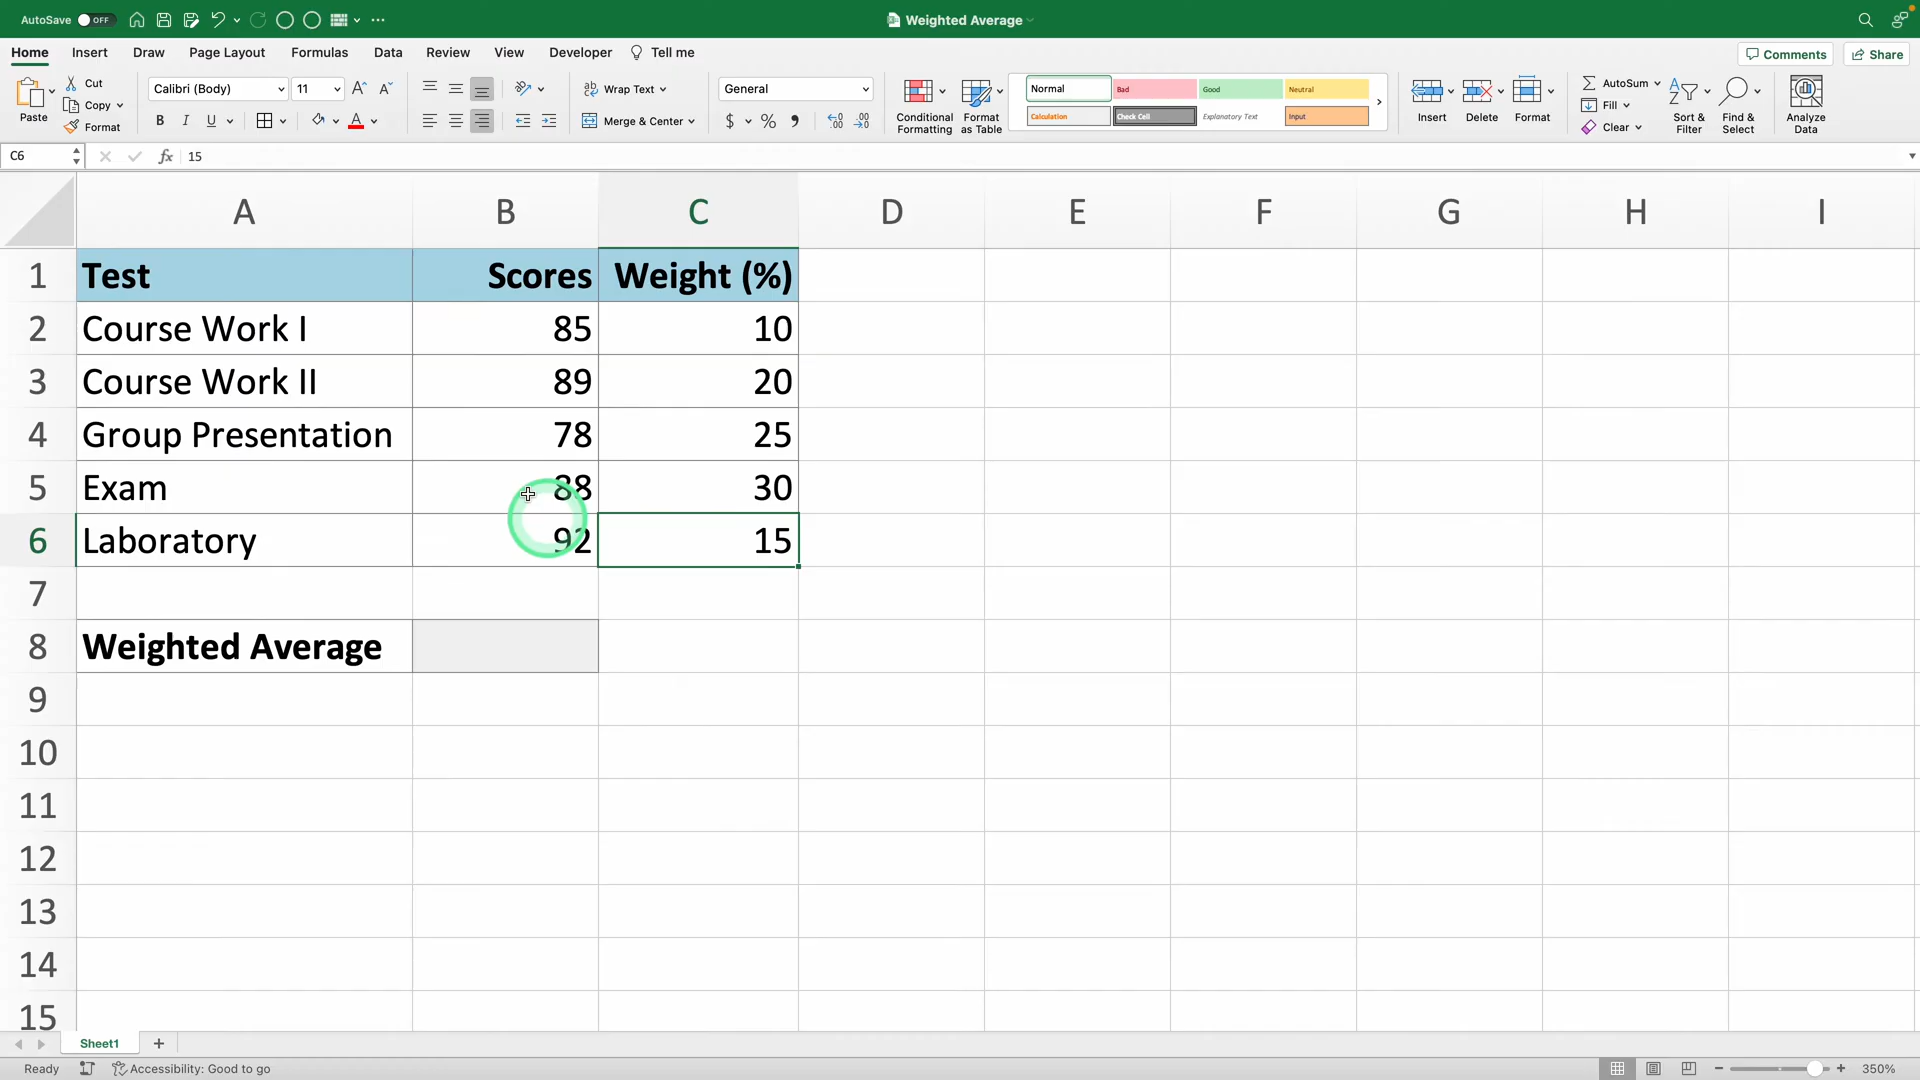 AutoSave OFF Weighted Average
Home Insert Draw Page Layout Formulas Data Review View Developer Tell me Comments Share
Paste Cut Copy Format
Calibri (Body) 11
B I U A
Wrap Text
Merge & Center
General
$ % ,
Conditional Formatting
Format as Table
Normal Bad Good Neutral
Calculation Check Cell Explanatory Text Input
Insert Delete Format
AutoSum
Fill
Clear
Sort & Filter
Find & Select
Analyze Data
C6 fx 15
A B C D E F G H I
1 Test Scores Weight (%)
2 Course Work I 85 10
3 Course Work II 89 20
4 Group Presentation 78 25
5 Exam 88 30
6 Laboratory 92 15
7
8 Weighted Average
9
10
11
12
13
14
15
Sheet1 +
Ready Accessibility: Good to go 350%